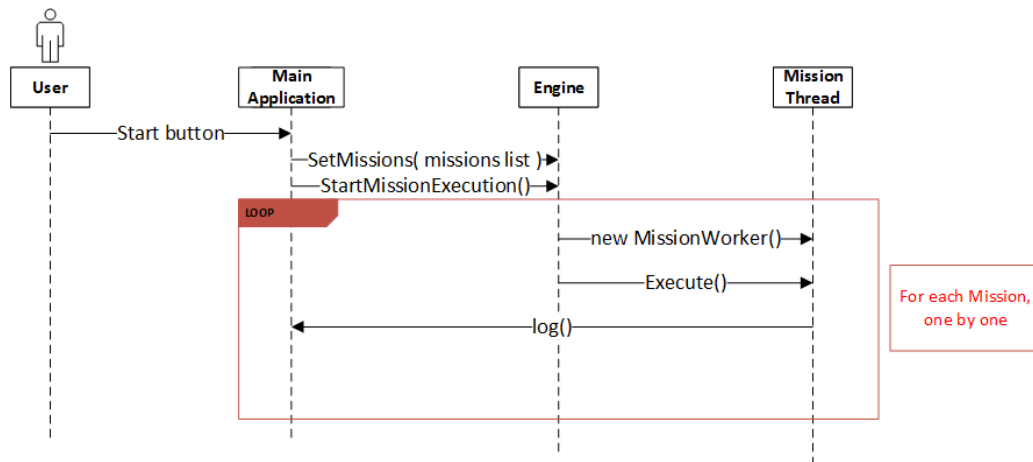 User
Main
Application
Engine
Mission
Thread
Start button
SetMissions( missions list )
StartMissionExecution()
LOOP
new MissionWorker()
Execute()
For each Mission,
one by one
log()